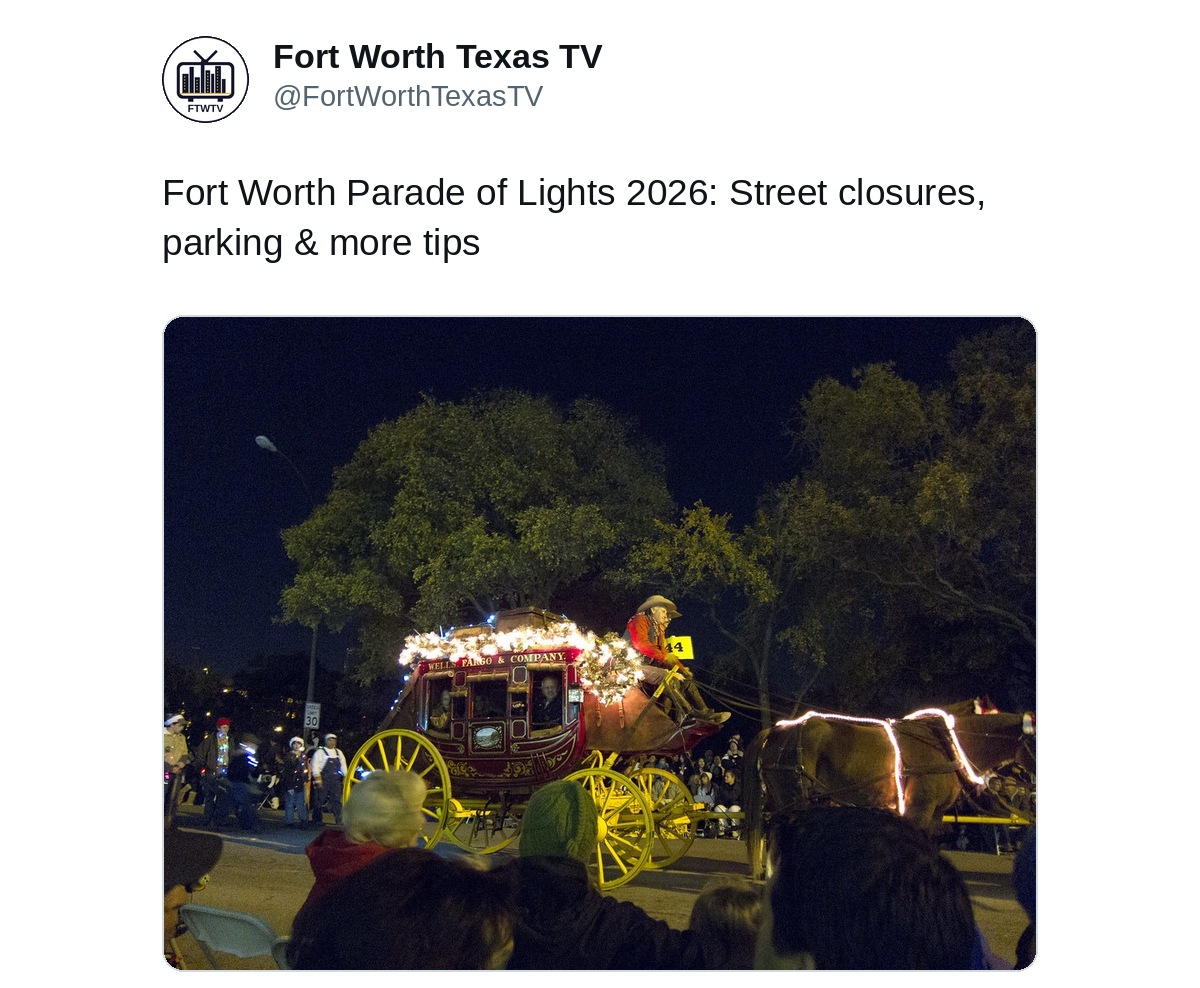 FTWTV
Fort Worth Texas TV
@FortWorthTexasTV
Fort Worth Parade of Lights 2026: Street closures,
parking & more tips
44
WELLS FARGO & COMPANY.
SPEED
LIMIT
30